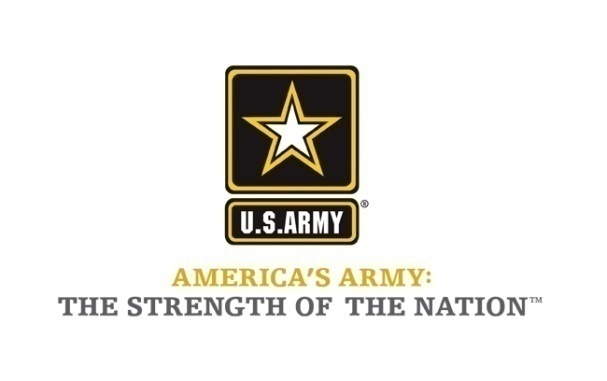 U.S.ARMY®
AMERICA'S ARMY:
THE STRENGTH OF THE NATION™